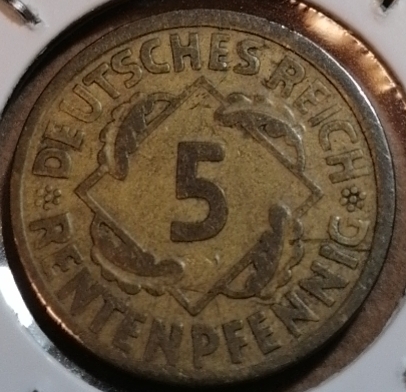 DEUTSCHES REICH
5
RENTENPFENNIG